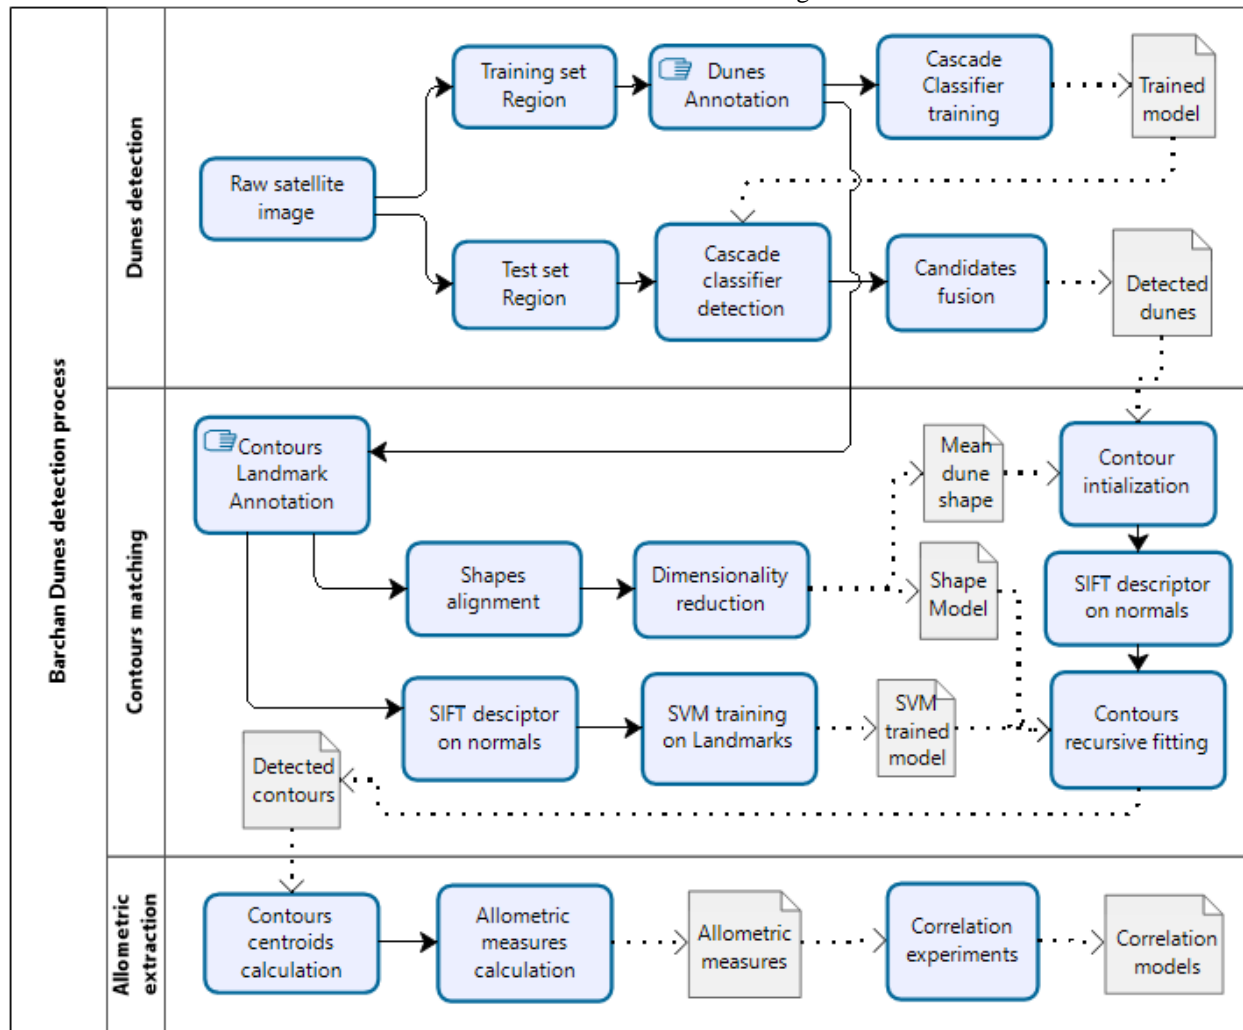 Barchan Dunes detection process
Dunes detection
Raw satellite
image
Training set
Region
Dunes
Annotation
Cascade
Classifier
training
Trained
model
Test set
Region
Cascade
classifier
detection
Candidates
fusion
Detected
dunes
Contours matching
Contours
Landmark
Annotation
Mean
dune
shape
Contour
intialization
Shapes
alignment
Dimensionality
reduction
Shape
Model
SIFT descriptor
on normals
SIFT desciptor
on normals
SVM training
on Landmarks
SVM
trained
model
Contours
recursive fitting
Detected
contours
Allometric
extraction
Contours
centroids
calculation
Allometric
measures
calculation
Allometric
measures
Correlation
experiments
Correlation
models